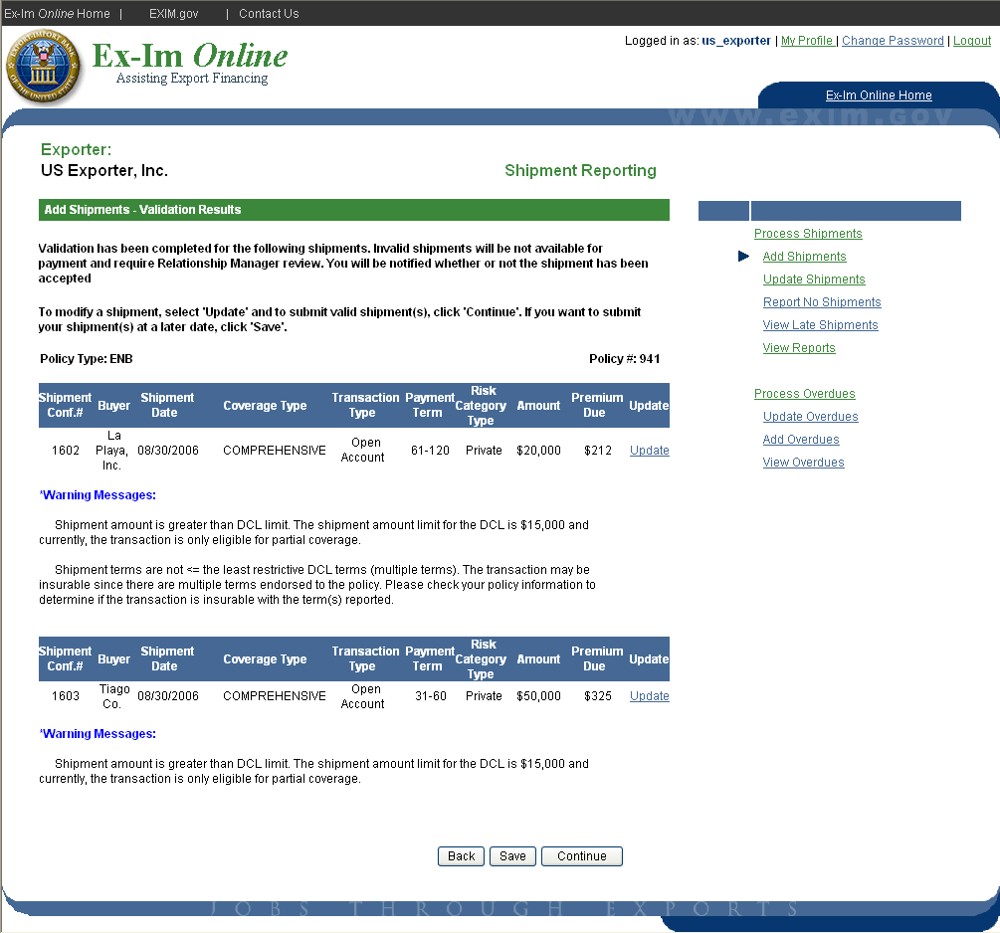 Ex-Im Online Home | EXIM.gov | Contact Us
Logged in as: us_exporter | My Profile | Change Password | Logout
Ex-Im Online
Assisting Export Financing
EXPORT-IMPORT BANK OF THE UNITED STATES
Ex-Im Online Home
www.exim.gov
Exporter:
US Exporter, Inc.
Shipment Reporting
Add Shipments - Validation Results
Validation has been completed for the following shipments. Invalid shipments will be not available for
payment and require Relationship Manager review. You will be notified whether or not the shipment has been
accepted
To modify a shipment, select 'Update' and to submit valid shipment(s), click 'Continue'. If you want to submit
your shipment(s) at a later date, click 'Save'.
Policy Type: ENB Policy #: 941
Shipment Conf.# Buyer Shipment Date Coverage Type Transaction Type Payment Term Risk Category Type Amount Premium Due Update
1602 La Playa, Inc. 08/30/2006 COMPREHENSIVE Open Account 61-120 Private $20,000 $212 Update
*Warning Messages:
Shipment amount is greater than DCL limit. The shipment amount limit for the DCL is $15,000 and
currently, the transaction is only eligible for partial coverage.
Shipment terms are not <= the least restrictive DCL terms (multiple terms). The transaction may be
insurable since there are multiple terms endorsed to the policy. Please check your policy information to
determine if the transaction is insurable with the term(s) reported.
Shipment Conf.# Buyer Shipment Date Coverage Type Transaction Type Payment Term Risk Category Type Amount Premium Due Update
1603 Tiago Co. 08/30/2006 COMPREHENSIVE Open Account 31-60 Private $50,000 $325 Update
*Warning Messages:
Shipment amount is greater than DCL limit. The shipment amount limit for the DCL is $15,000 and
currently, the transaction is only eligible for partial coverage.
Back Save Continue
Process Shipments
Add Shipments
Update Shipments
Report No Shipments
View Late Shipments
View Reports
Process Overdues
Update Overdues
Add Overdues
View Overdues
JOBS THROUGH EXPORTS